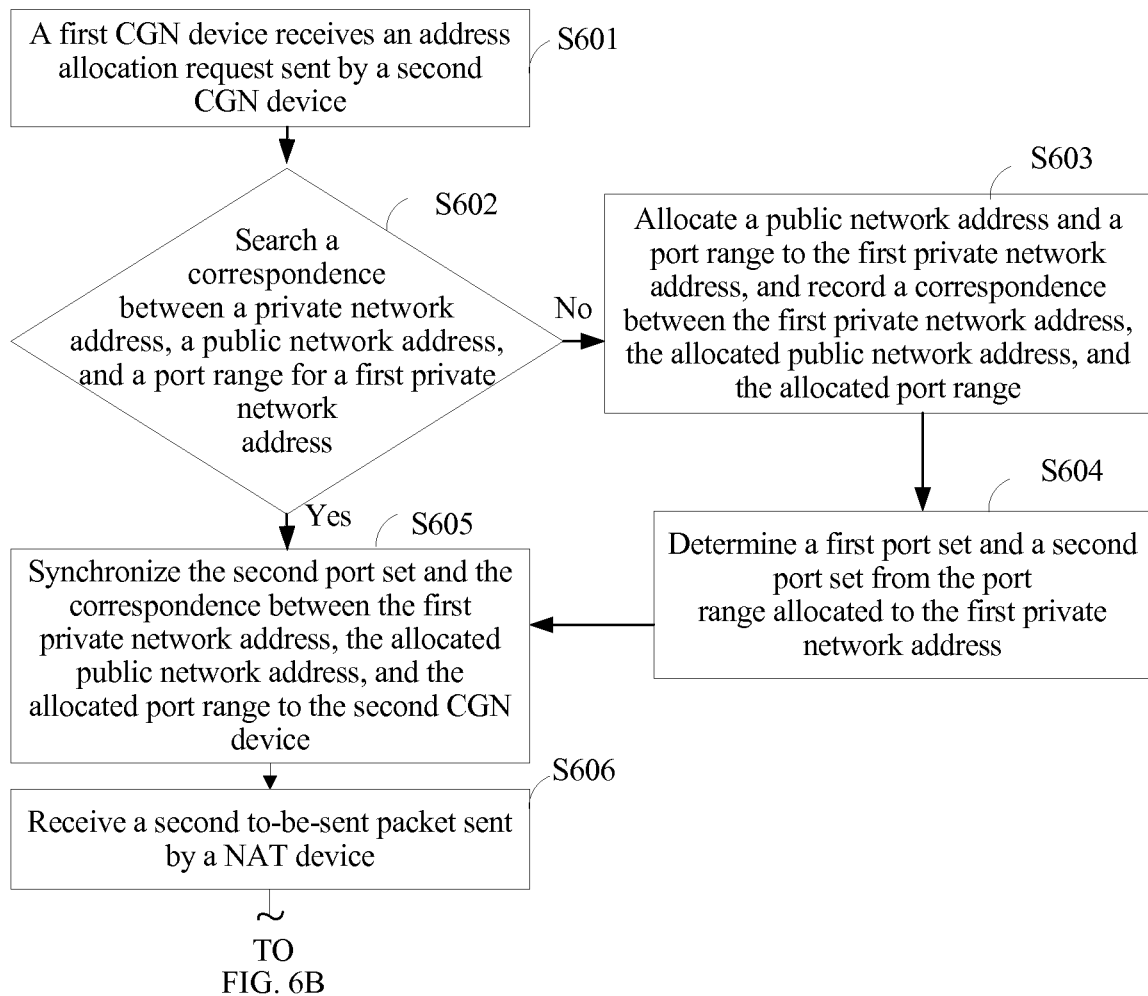 A first CGN device receives an address
allocation request sent by a second
CGN device
S601
S602
Search a
correspondence
between a private network
address, a public network address,
and a port range for a first private
network
address
No
Yes
S603
Allocate a public network address and a
port range to the first private network
address, and record a correspondence
between the first private network address,
the allocated public network address, and
the allocated port range
S604
Determine a first port set and a second
port set from the port
range allocated to the first private
network address
S605
Synchronize the second port set and the
correspondence between the first
private network address, the allocated
public network address, and the
allocated port range to the second CGN
device
S606
Receive a second to-be-sent packet sent
by a NAT device
~
TO
FIG. 6B